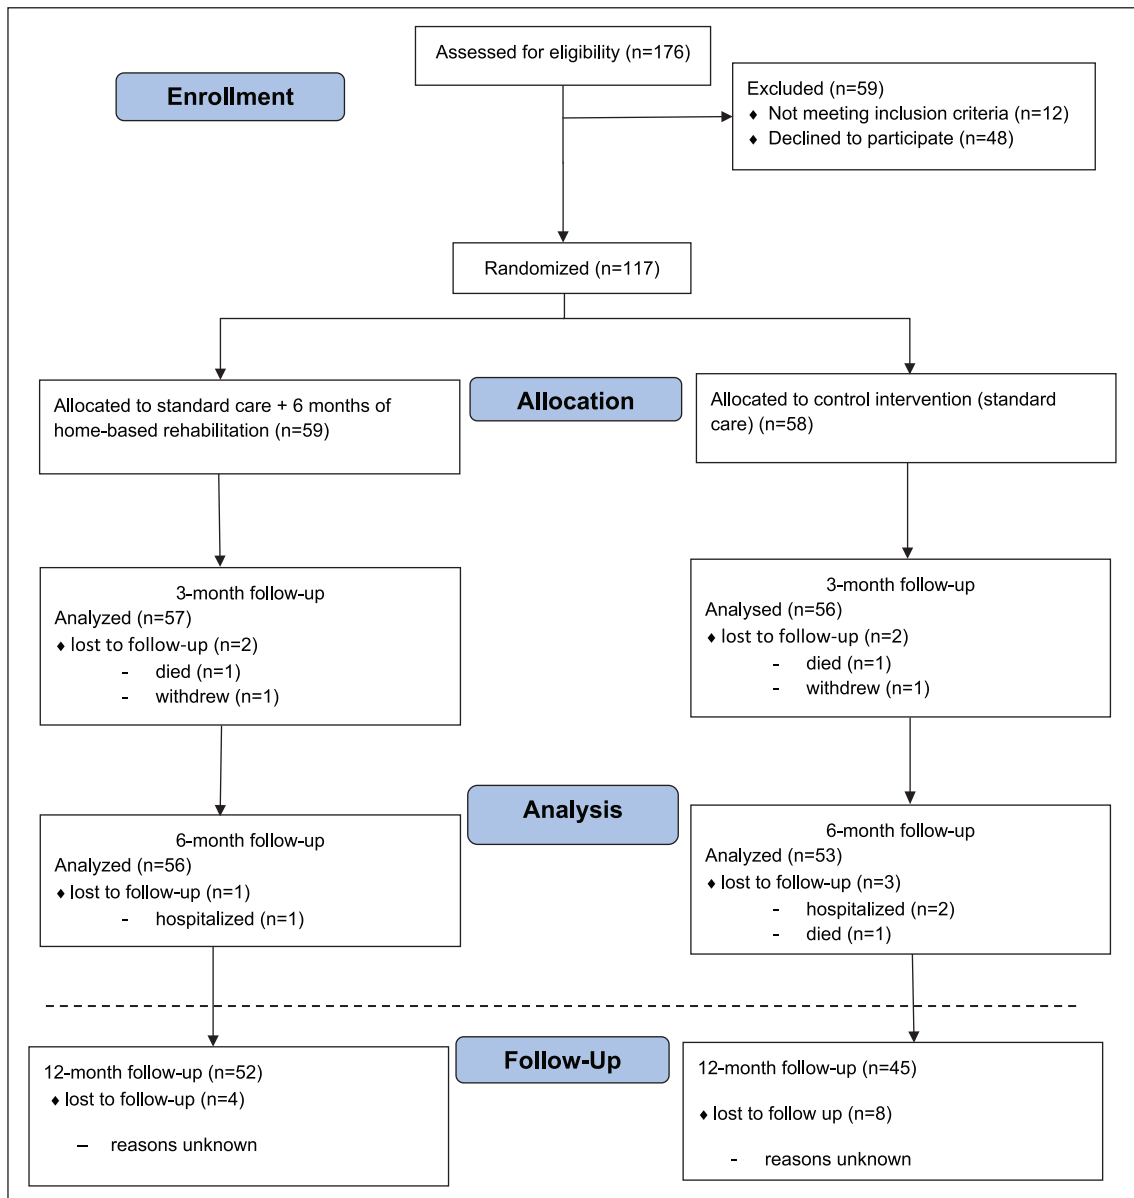 Assessed for eligibility (n=176)
Enrollment
Excluded (n=59)
♦ Not meeting inclusion criteria (n=12)
♦ Declined to participate (n=48)
Randomized (n=117)
Allocation
Allocated to standard care + 6 months of
home-based rehabilitation (n=59)
Allocated to control intervention (standard
care) (n=58)
3-month follow-up
Analyzed (n=57)
♦ lost to follow-up (n=2)
- died (n=1)
- withdrew (n=1)
3-month follow-up
Analysed (n=56)
♦ lost to follow-up (n=2)
- died (n=1)
- withdrew (n=1)
Analysis
6-month follow-up
Analyzed (n=56)
♦ lost to follow-up (n=1)
- hospitalized (n=1)
6-month follow-up
Analyzed (n=53)
♦ lost to follow-up (n=3)
- hospitalized (n=2)
- died (n=1)
Follow-Up
12-month follow-up (n=52)
♦ lost to follow-up (n=4)
– reasons unknown
12-month follow-up (n=45)
♦ lost to follow up (n=8)
- reasons unknown